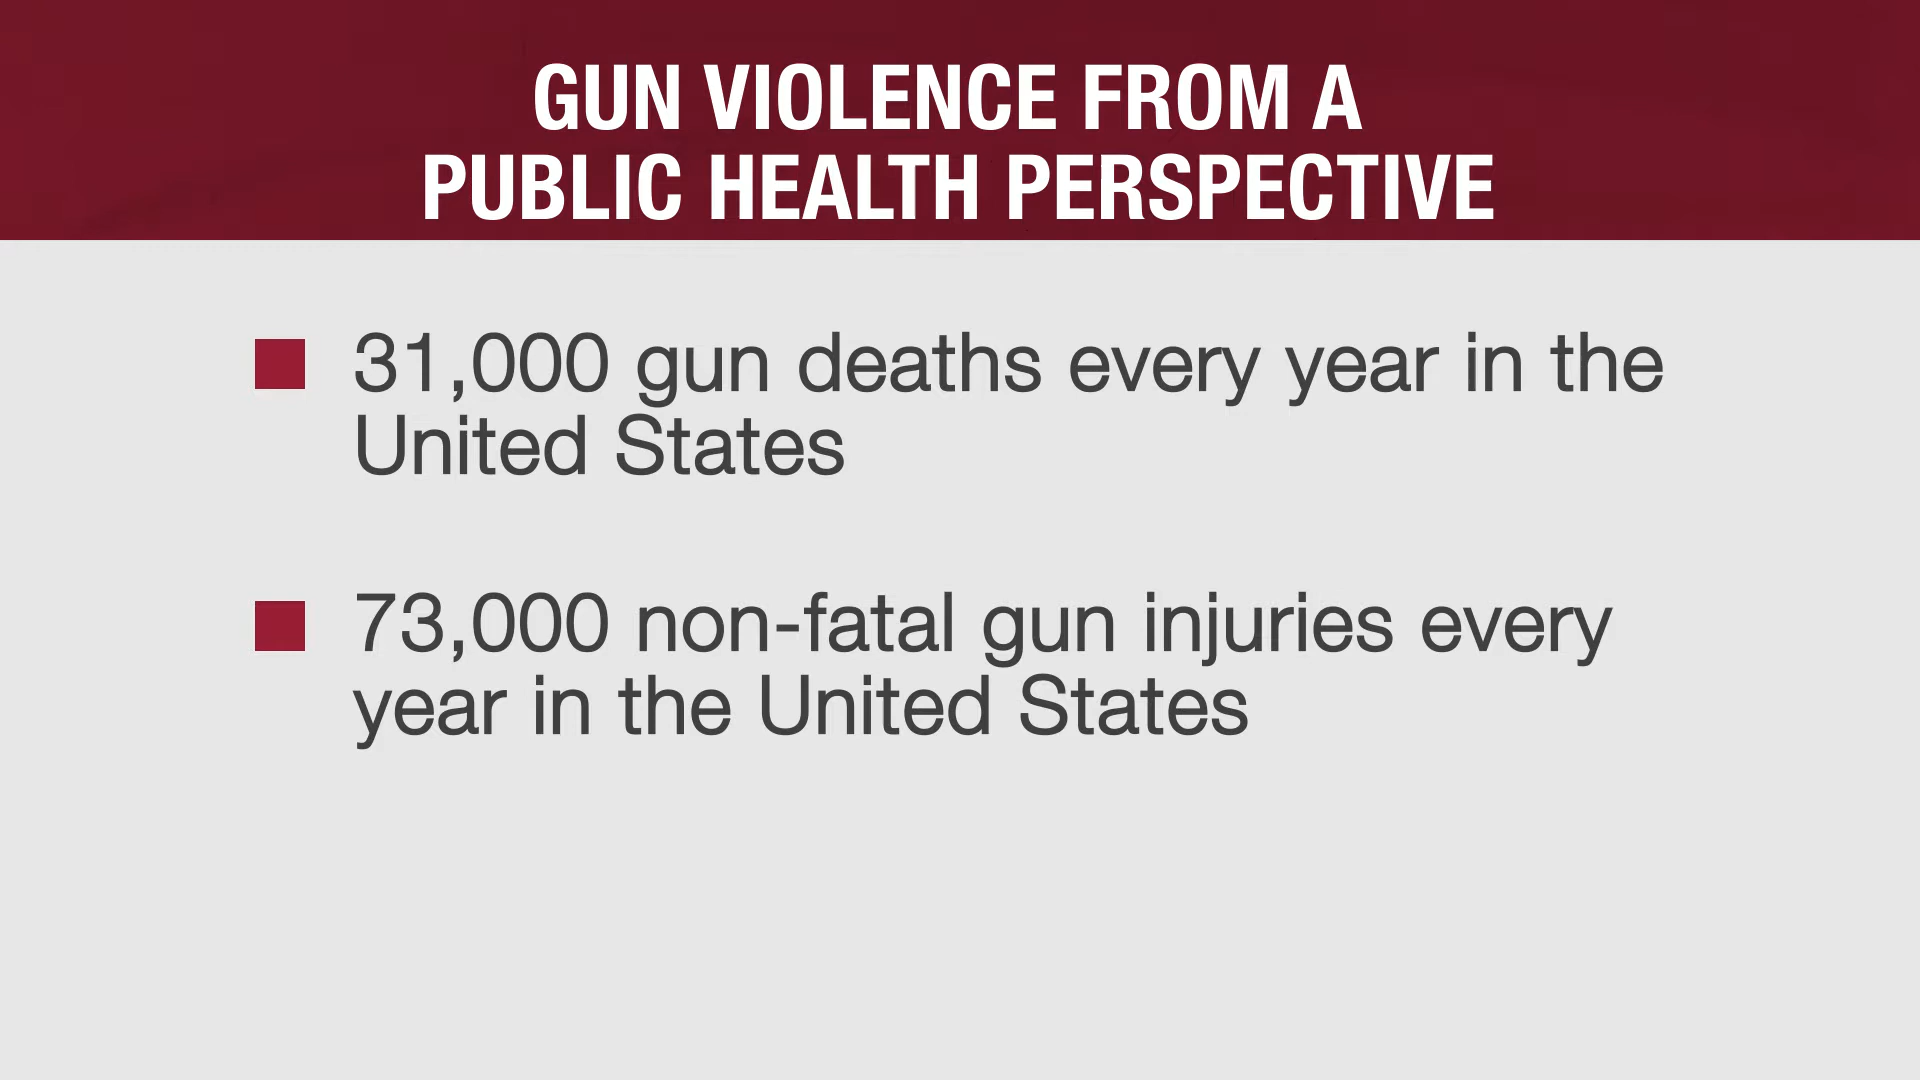 GUN VIOLENCE FROM A
PUBLIC HEALTH PERSPECTIVE
31,000 gun deaths every year in the
United States
73,000 non-fatal gun injuries every
year in the United States